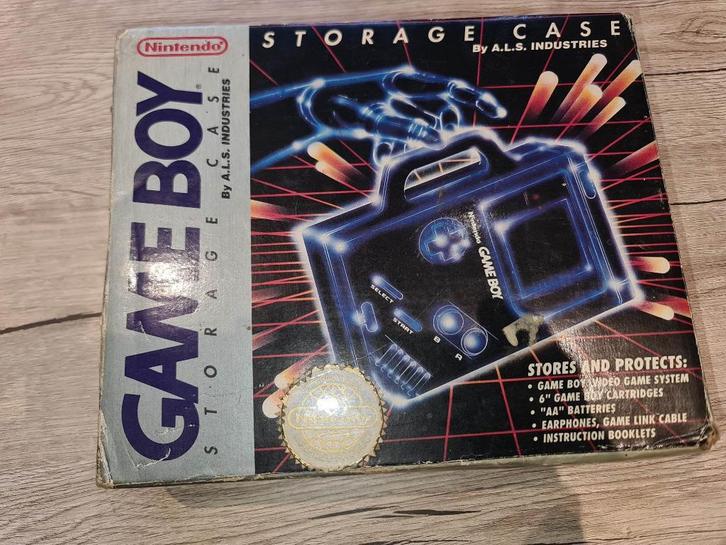 Nintendo®
GAME BOY
STORAGE CASE
By A.L.S. INDUSTRIES
STORAGE CASE
By A.L.S. INDUSTRIES
Nintendo
GAME BOY
SELECT
START
B A
Nintendo
STORES AND PROTECTS:
• GAME BOY VIDEO GAME SYSTEM
• 6" GAME BOY CARTRIDGES
• "AA" BATTERIES
• EARPHONES, GAME LINK CABLE
• INSTRUCTION BOOKLETS